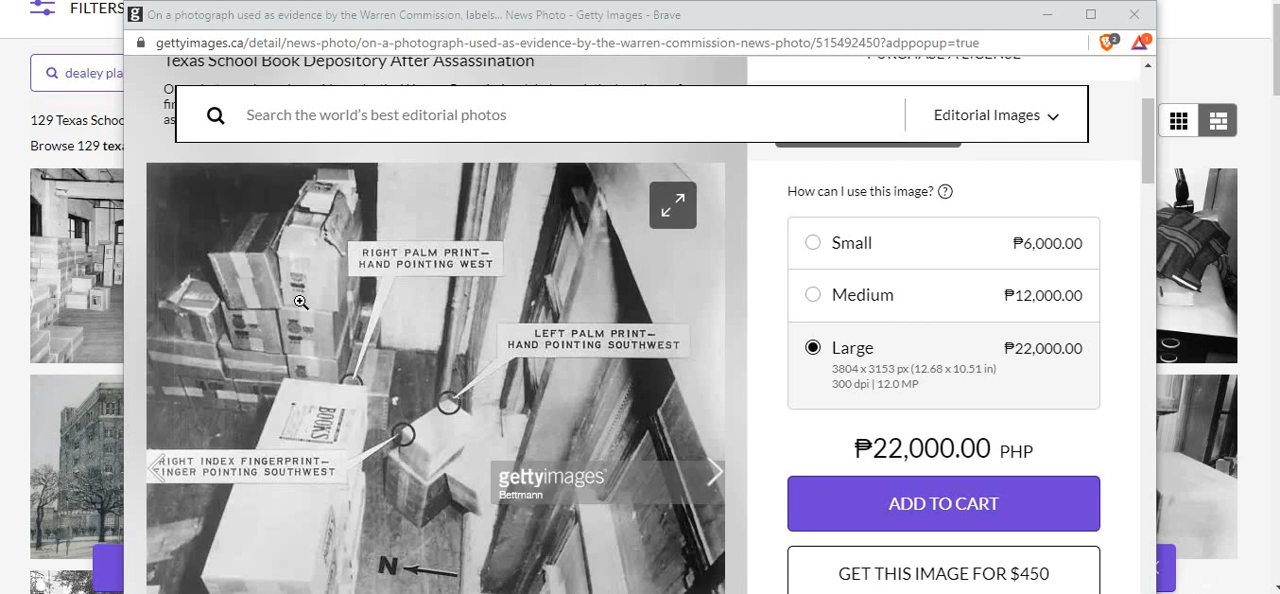 FILTERS
On a photograph used as evidence by the Warren Commission, labels... News Photo - Getty Images - Brave
gettyimages.ca/detail/news-photo/on-a-photograph-used-as-evidence-by-the-warren-commission-news-photo/515492450?adppopup=true
2
1
dealey pla
129 Texas Schoo
Browse 129 texa
Texas School Book Depository After Assassination
Search the world's best editorial photos
Editorial Images
RIGHT PALM PRINT—
HAND POINTING WEST
LEFT PALM PRINT—
HAND POINTING SOUTHWEST
BOOKS
RIGHT INDEX FINGERPRINT—
FINGER POINTING SOUTHWEST
gettyimages
Bettmann
N
PURCHASE A LICENSE
How can I use this image? ?
Small ₱6,000.00
Medium ₱12,000.00
Large ₱22,000.00
3804 x 3153 px (12.68 x 10.51 in)
300 dpi | 12.0 MP
₱22,000.00 PHP
ADD TO CART
GET THIS IMAGE FOR $450